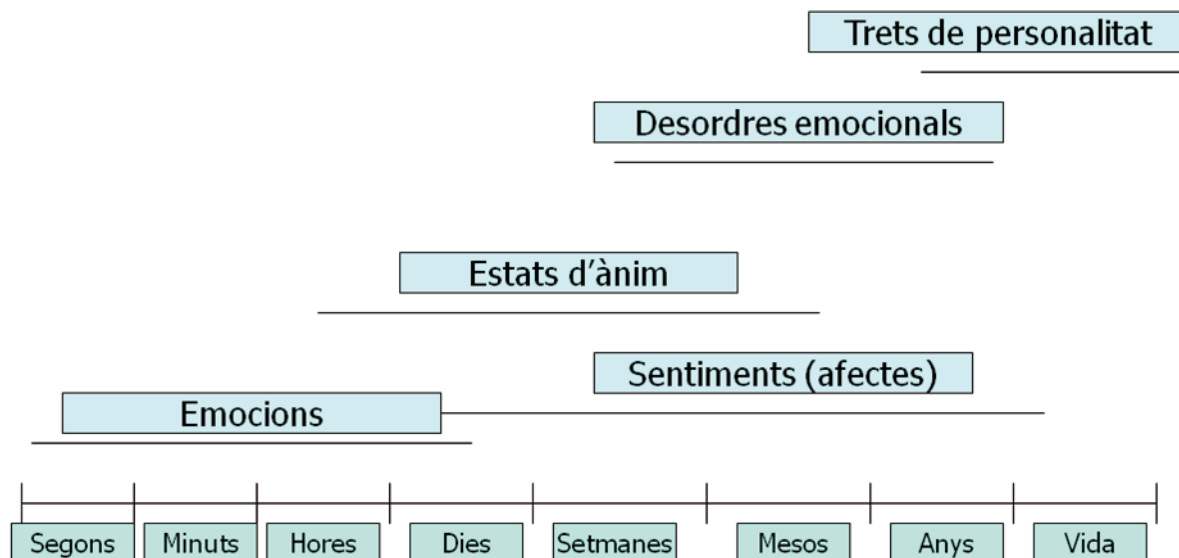 Trets de personalitat
Desordres emocionals
Estats d'ànim
Sentiments (afectes)
Emocions
Segons Minuts Hores Dies Setmanes Mesos Anys Vida